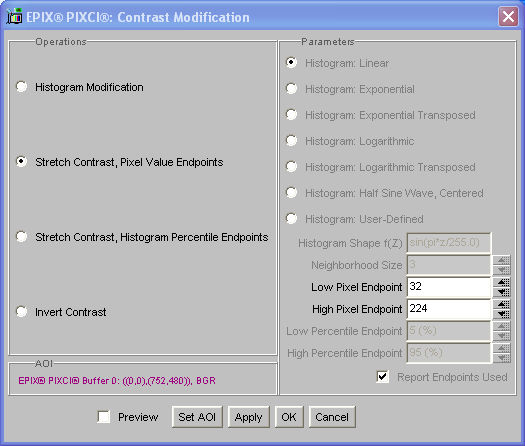 EPIX® PIXCI®: Contrast Modification
Operations
Histogram Modification
Stretch Contrast, Pixel Value Endpoints
Stretch Contrast, Histogram Percentile Endpoints
Invert Contrast
AOI
EPIX® PIXCI® Buffer 0: ((0,0),(752,480)), BGR
Parameters
Histogram: Linear
Histogram: Exponential
Histogram: Exponential Transposed
Histogram: Logarithmic
Histogram: Logarithmic Transposed
Histogram: Half Sine Wave, Centered
Histogram: User-Defined
Histogram Shape f(Z) sin(pi*z/255.0)
Neighborhood Size 3
Low Pixel Endpoint 32
High Pixel Endpoint 224
Low Percentile Endpoint 5 (%)
High Percentile Endpoint 95 (%)
Report Endpoints Used
Preview Set AOI Apply OK Cancel